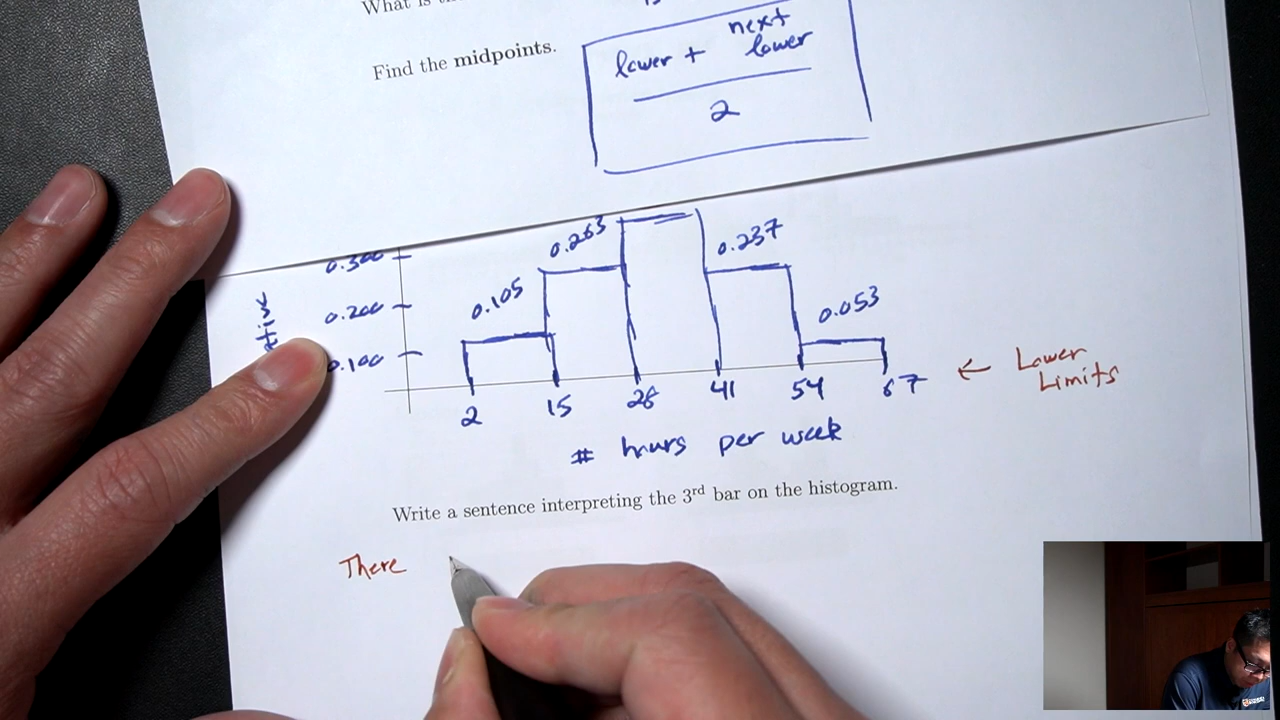 What is
Find the midpoints.
lower + next lower
2
0.300
0.200
0.100
0.105
0.263
0.237
0.053
2 15 28 41 54 67
← Lower Limits
# hours per week
Write a sentence interpreting the 3rd bar on the histogram.
There